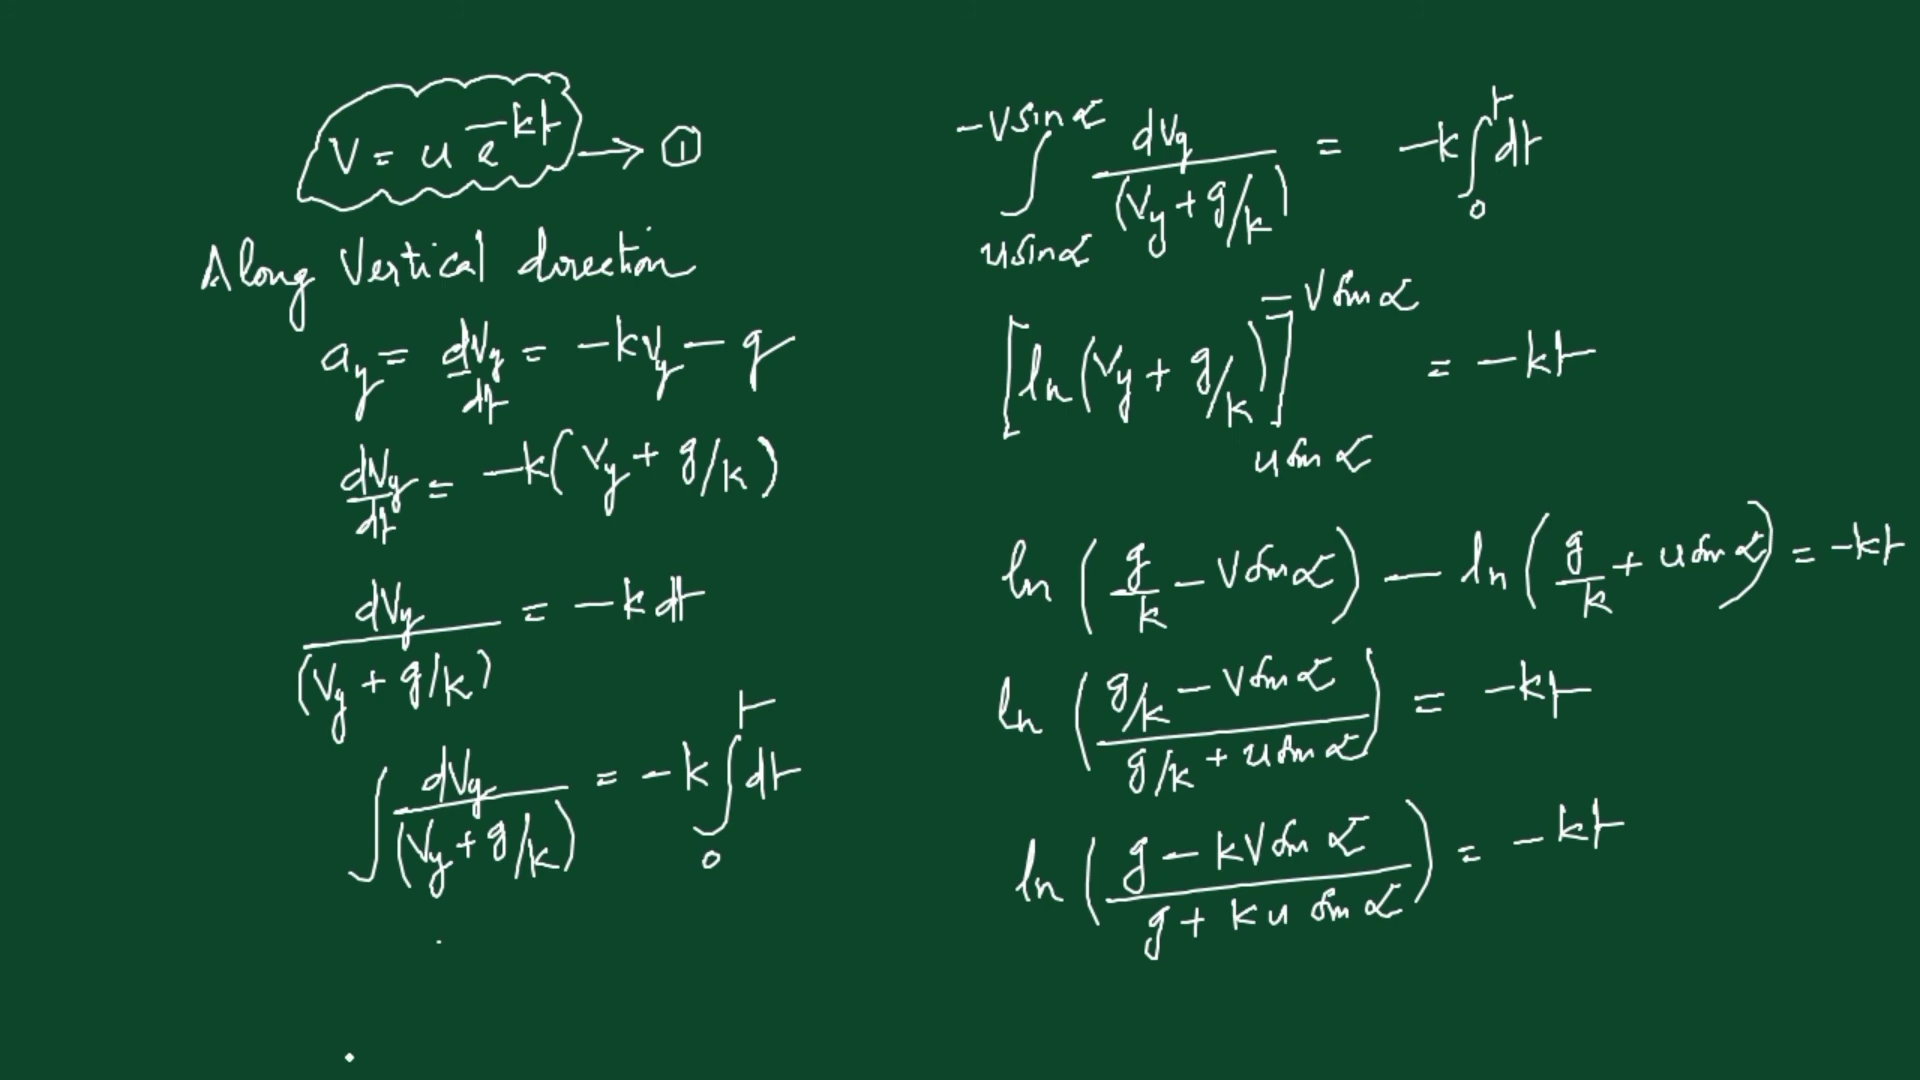 V = u e^{-kt} → ①
Along Vertical direction
a_y = dV_y/dt = -kV_y - g
dV_y/dt = -k(V_y + g/k)
dV_y/(V_y + g/k) = -k dt
∫ dV_y/(V_y + g/k) = -k ∫_0^t dt
∫_{u sin α}^{-V sin α} dV_y/(V_y + g/k) = -k ∫_0^t dt
[ln(V_y + g/k)]_{u sin α}^{-V sin α} = -kt
ln(g/k - V sin α) - ln(g/k + u sin α) = -kt
ln((g/k - V sin α)/(g/k + u sin α)) = -kt
ln((g - kV sin α)/(g + k u sin α)) = -kt